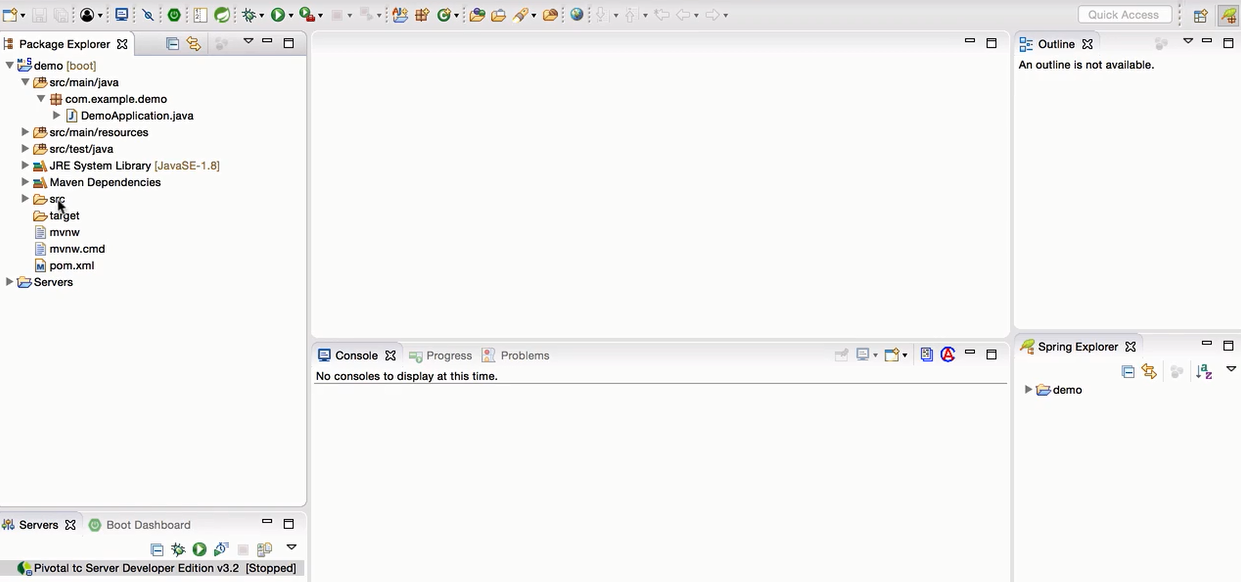 Quick Access
Package Explorer
demo [boot]
src/main/java
com.example.demo
DemoApplication.java
src/main/resources
src/test/java
JRE System Library [JavaSE-1.8]
Maven Dependencies
src
target
mvnw
mvnw.cmd
pom.xml
Servers
Servers Boot Dashboard
Pivotal tc Server Developer Edition v3.2 [Stopped]
Console Progress Problems
No consoles to display at this time.
Outline
An outline is not available.
Spring Explorer
demo